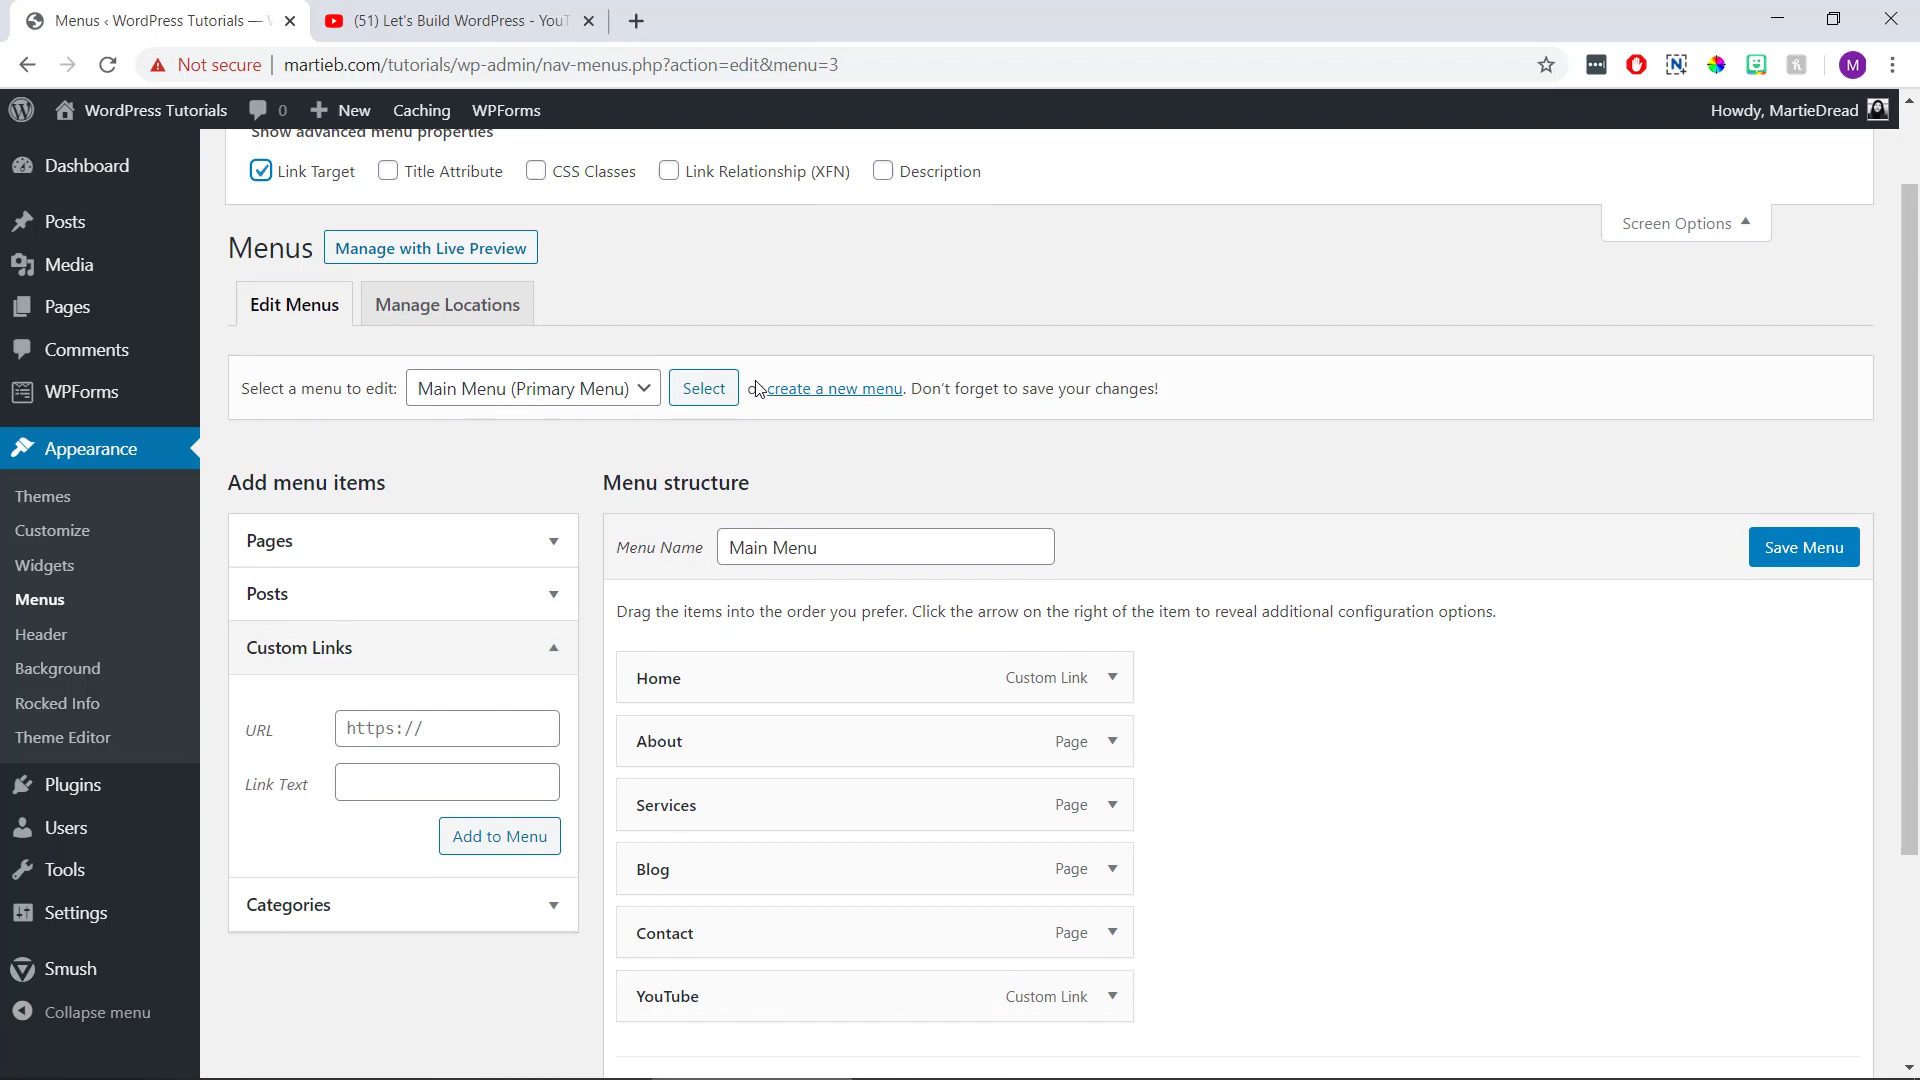 Menus ‹ WordPress Tutorials —
(51) Let's Build WordPress - YouT
Not secure
martieb.com/tutorials/wp-admin/nav-menus.php?action=edit&menu=3
M
WordPress Tutorials
0
New
Caching
WPForms
Howdy, MartieDread
Dashboard
Posts
Media
Pages
Comments
WPForms
Appearance
Themes
Customize
Widgets
Menus
Header
Background
Rocked Info
Theme Editor
Plugins
Users
Tools
Settings
Smush
Collapse menu
Show advanced menu properties
Link Target
Title Attribute
CSS Classes
Link Relationship (XFN)
Description
Screen Options
Menus
Manage with Live Preview
Edit Menus
Manage Locations
Select a menu to edit:
Main Menu (Primary Menu)
Select
create a new menu. Don't forget to save your changes!
Add menu items
Pages
Posts
Custom Links
URL
https://
Link Text
Add to Menu
Categories
Menu structure
Menu Name
Main Menu
Save Menu
Drag the items into the order you prefer. Click the arrow on the right of the item to reveal additional configuration options.
Home
Custom Link
About
Page
Services
Page
Blog
Page
Contact
Page
YouTube
Custom Link